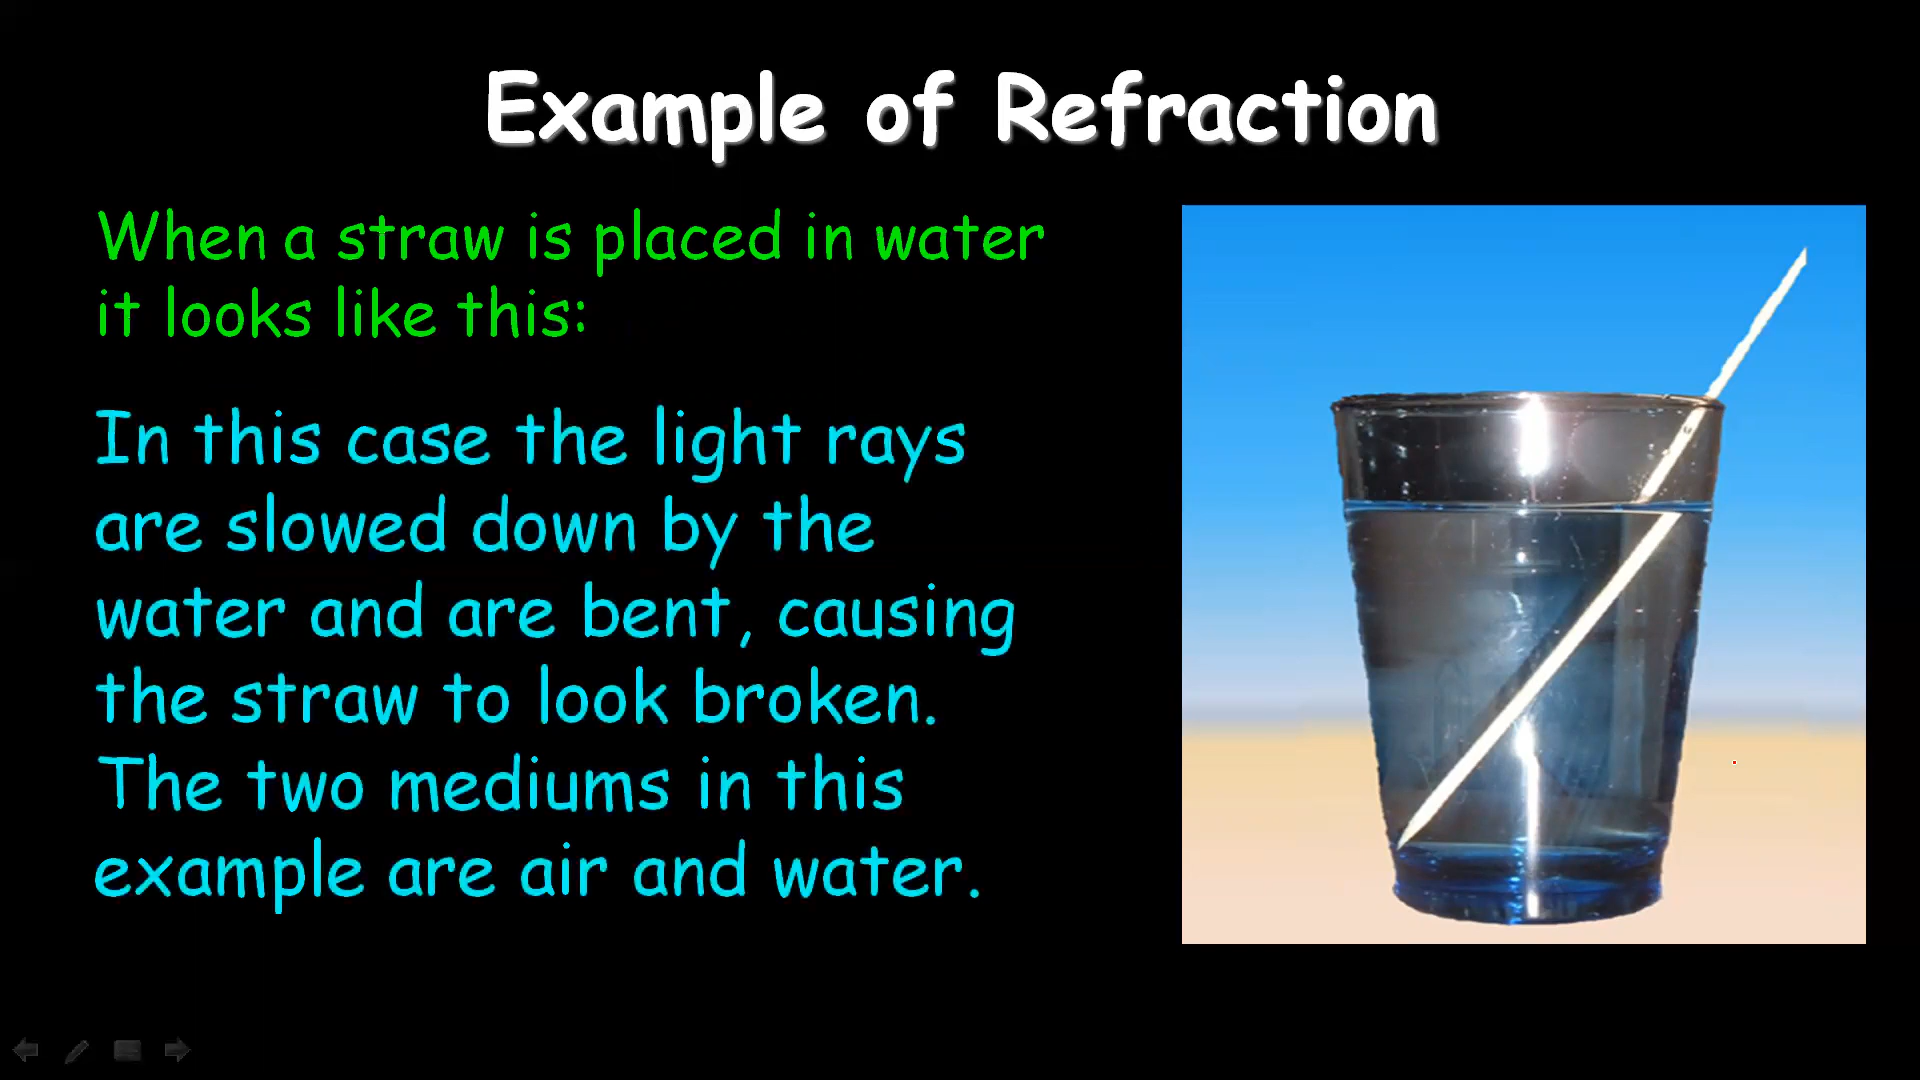 Example of Refraction
When a straw is placed in water
it looks like this:
In this case the light rays
are slowed down by the
water and are bent, causing
the straw to look broken.
The two mediums in this
example are air and water.